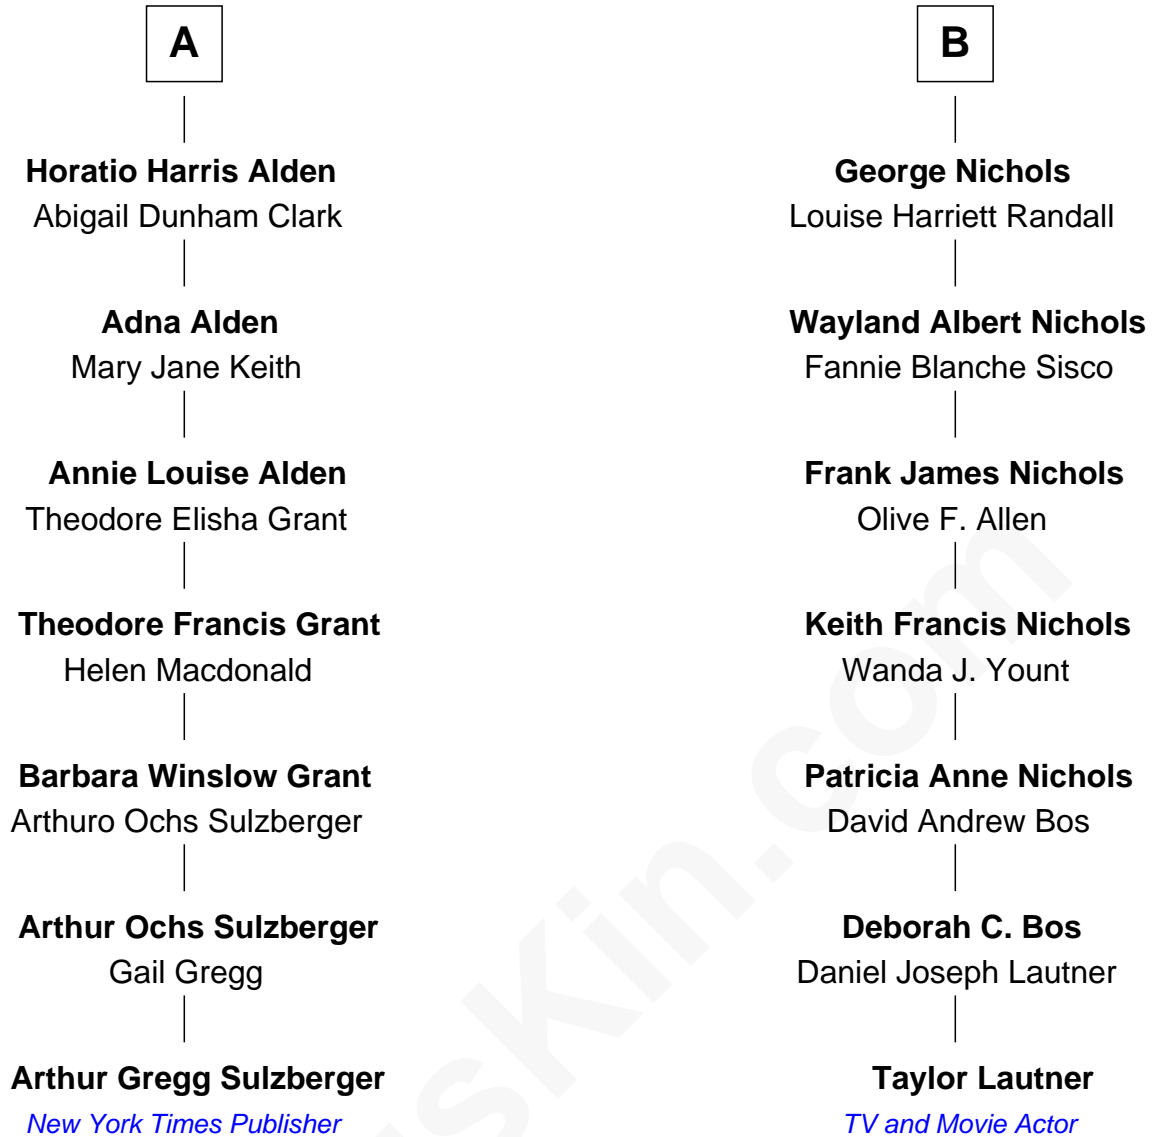 A
B
Horatio Harris Alden
Abigail Dunham Clark
George Nichols
Louise Harriett Randall
Adna Alden
Mary Jane Keith
Wayland Albert Nichols
Fannie Blanche Sisco
Annie Louise Alden
Theodore Elisha Grant
Frank James Nichols
Olive F. Allen
Theodore Francis Grant
Helen Macdonald
Keith Francis Nichols
Wanda J. Yount
Barbara Winslow Grant
Arthuro Ochs Sulzberger
Patricia Anne Nichols
David Andrew Bos
Arthur Ochs Sulzberger
Gail Gregg
Deborah C. Bos
Daniel Joseph Lautner
Arthur Gregg Sulzberger
New York Times Publisher
Taylor Lautner
TV and Movie Actor